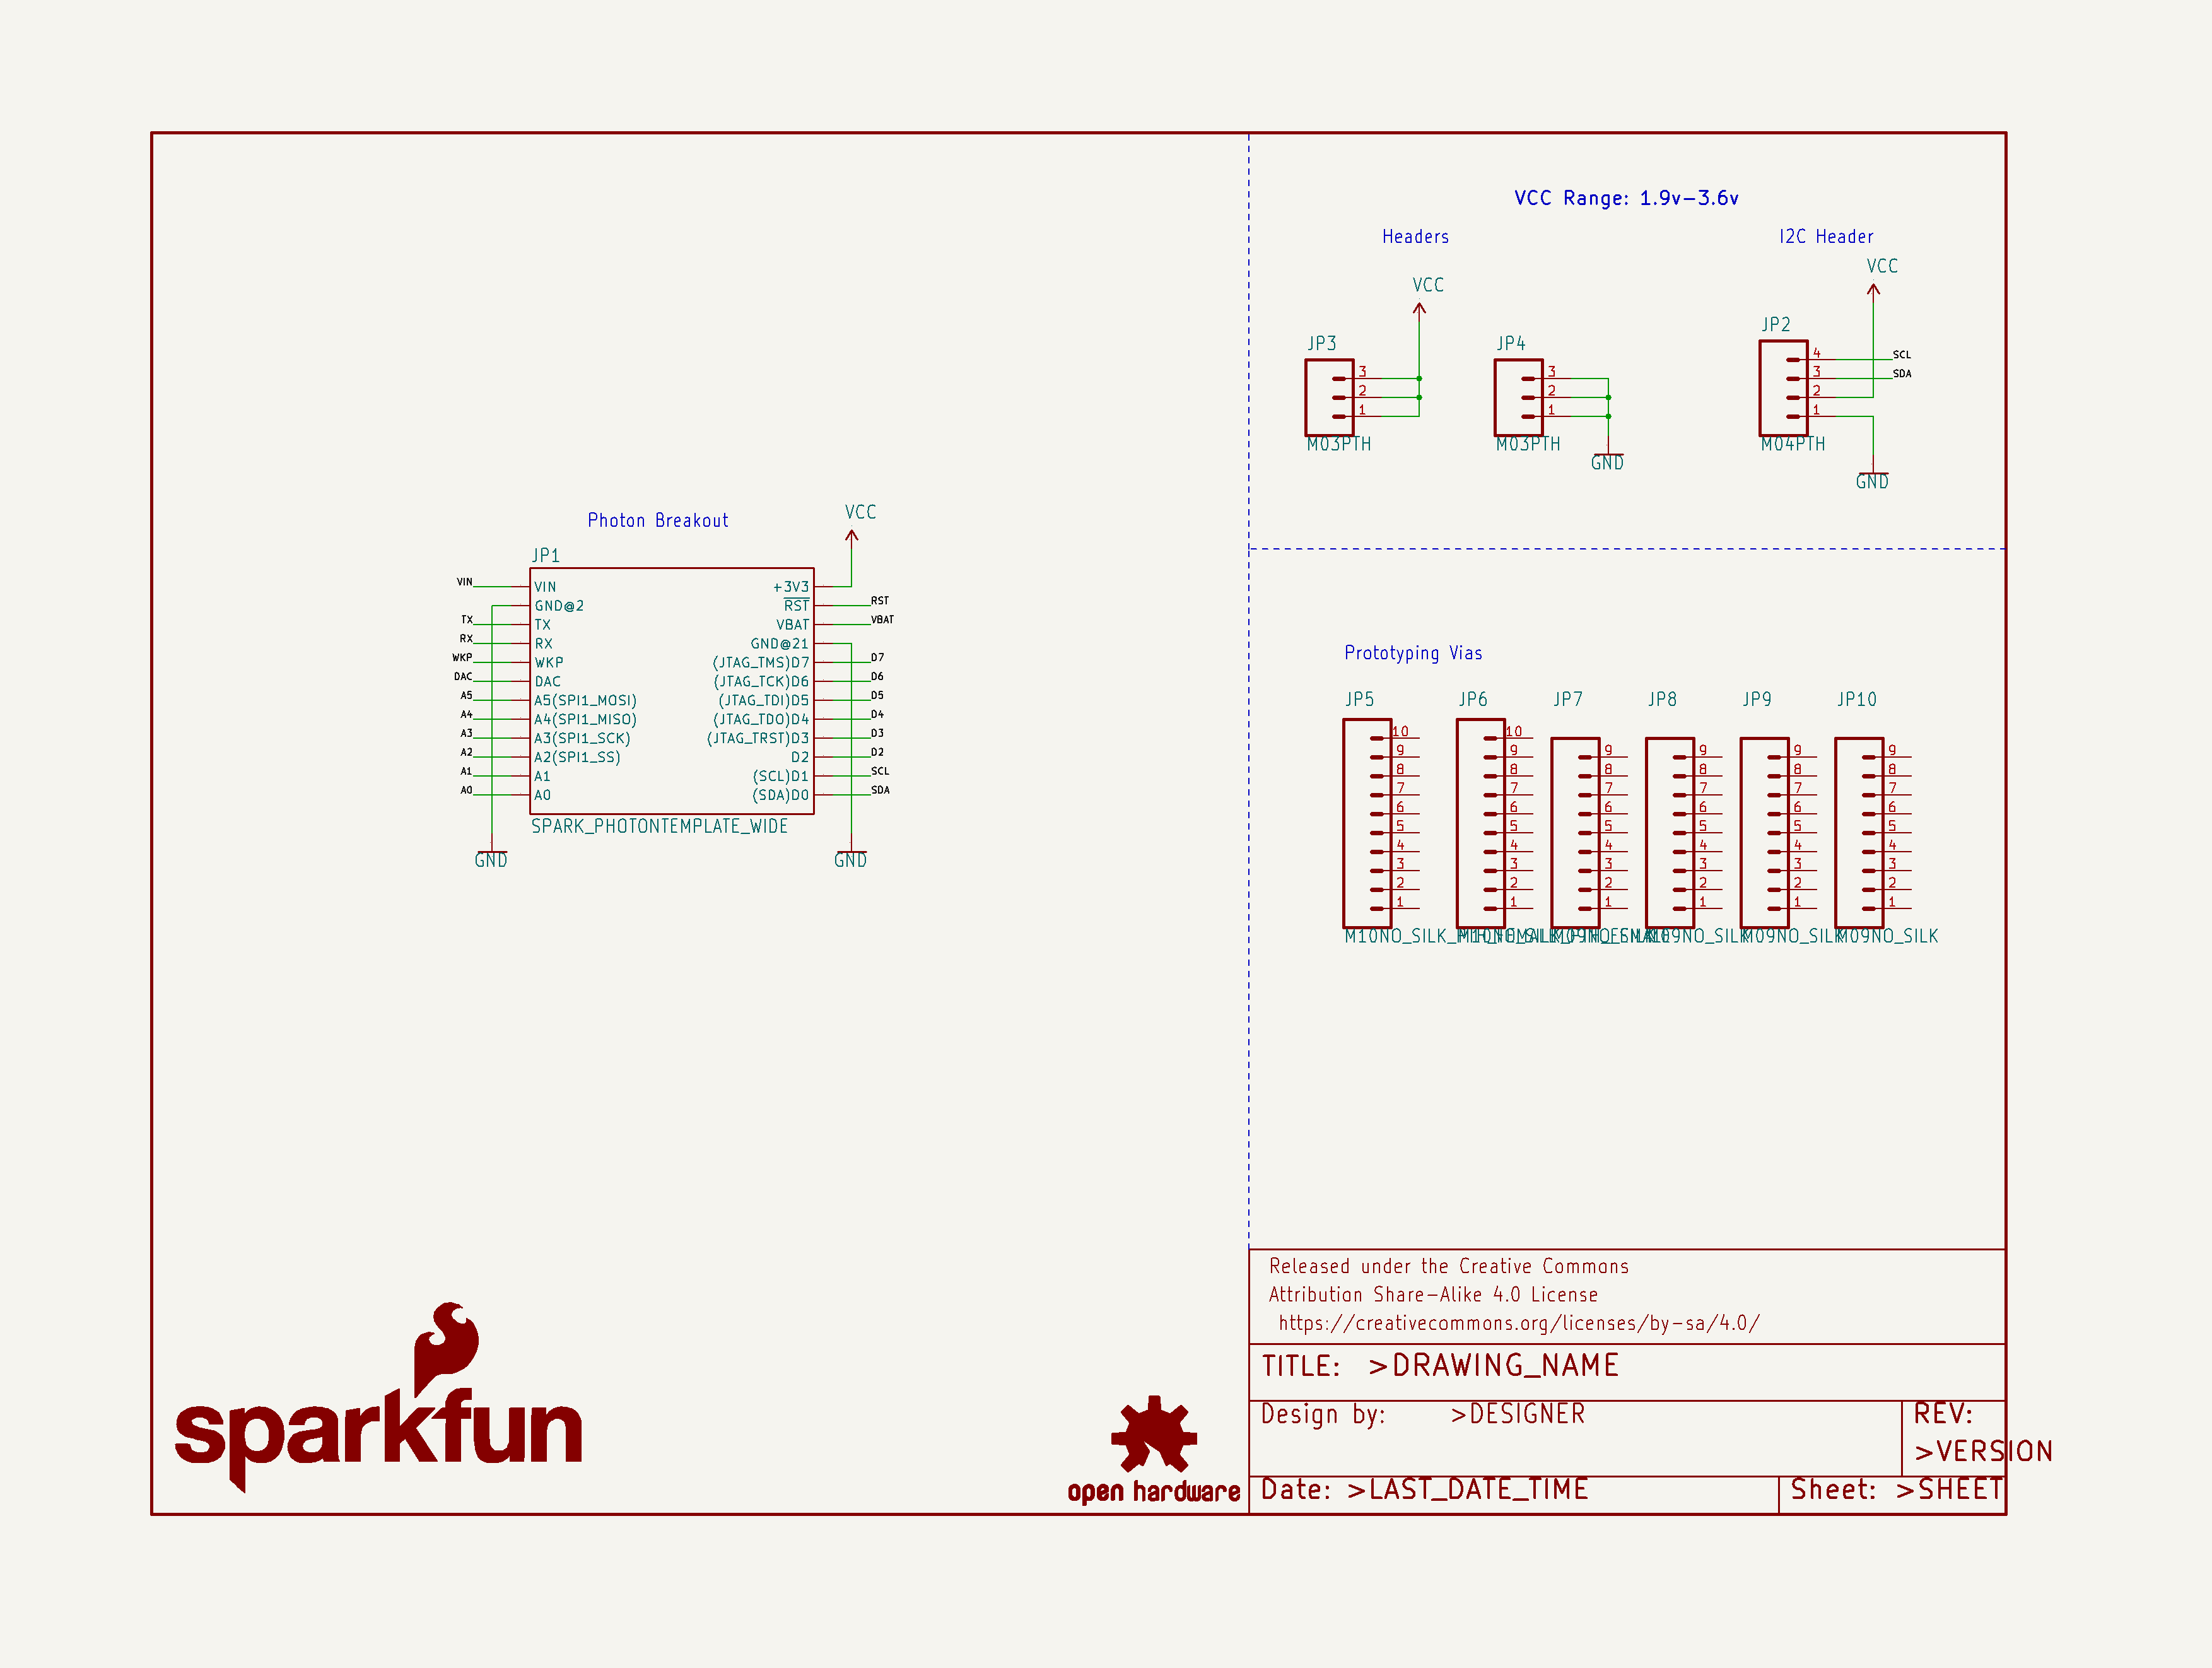 VCC Range: 1.9v-3.6v
Headers
I2C Header
VCC
VCC
JP3
JP4
JP2
3
2
1
3
2
1
4
3
2
1
SCL
SDA
M03PTH
M03PTH
M04PTH
GND
GND
Photon Breakout
VCC
JP1
VIN
VIN
+3V3
GND@2
RST
RST
TX
TX
VBAT
VBAT
RX
RX
GND@21
WKP
WKP
(JTAG_TMS)D7
D7
DAC
DAC
(JTAG_TCK)D6
D6
A5
A5(SPI1_MOSI)
(JTAG_TDI)D5
D5
A4
A4(SPI1_MISO)
(JTAG_TDO)D4
D4
A3
A3(SPI1_SCK)
(JTAG_TRST)D3
D3
A2
A2(SPI1_SS)
D2
D2
A1
A1
(SCL)D1
SCL
A0
A0
(SDA)D0
SDA
SPARK_PHOTONTEMPLATE_WIDE
GND
GND
Prototyping Vias
JP5
JP6
JP7
JP8
JP9
JP10
10
9
8
7
6
5
4
3
2
1
10
9
8
7
6
5
4
3
2
1
9
8
7
6
5
4
3
2
1
9
8
7
6
5
4
3
2
1
9
8
7
6
5
4
3
2
1
9
8
7
6
5
4
3
2
1
M09NO_SILK
M09NO_SILK
Released under the Creative Commons
Attribution Share-Alike 4.0 License
https://creativecommons.org/licenses/by-sa/4.0/
TITLE: >DRAWING_NAME
Design by: >DESIGNER
REV:
>VERSION
Date: >LAST_DATE_TIME
Sheet: >SHEET
sparkfun
open hardware